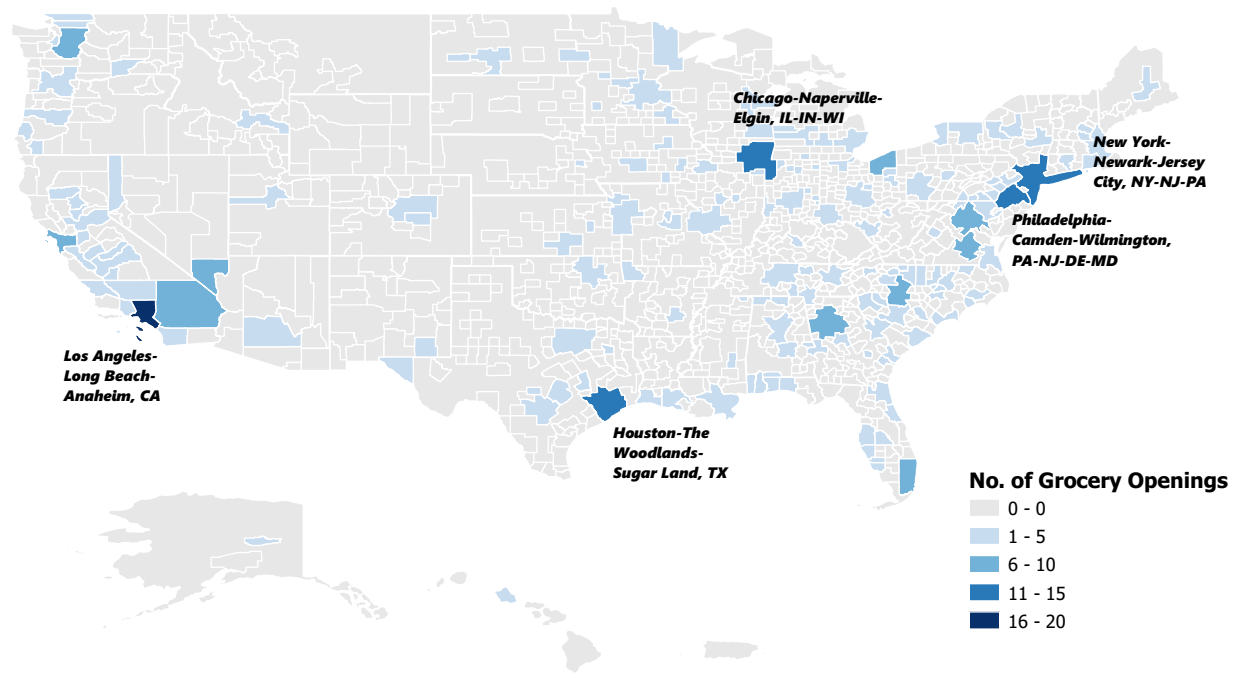 Chicago-Naperville-
Elgin, IL-IN-WI
New York-
Newark-Jersey
City, NY-NJ-PA
Philadelphia-
Camden-Wilmington,
PA-NJ-DE-MD
Los Angeles-
Long Beach-
Anaheim, CA
Houston-The
Woodlands-
Sugar Land, TX
No. of Grocery Openings
0 - 0
1 - 5
6 - 10
11 - 15
16 - 20